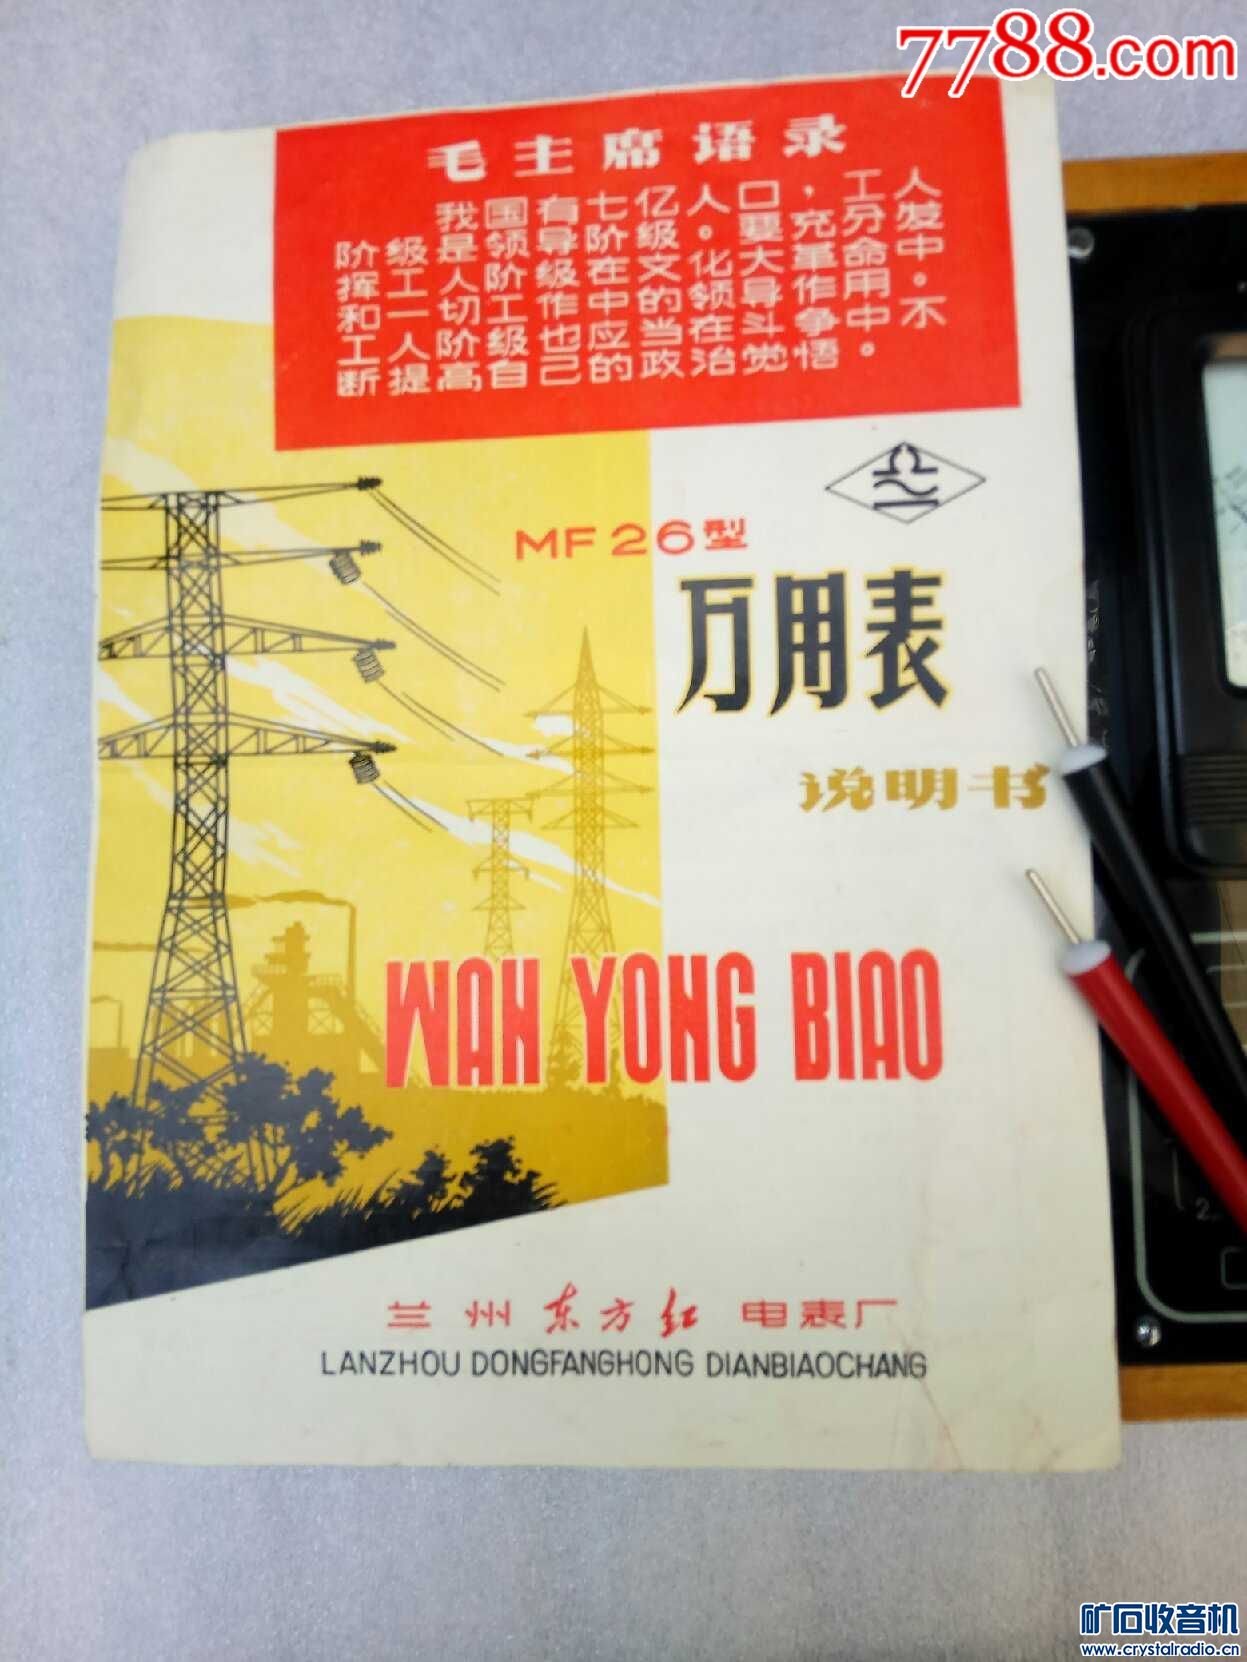 7788.com
毛主席语录
我国有七亿人口，工人
阶级是领导阶级。要充分发
挥工人阶级在文化大革命中
和一切工作中的领导作用。
工人阶级也应当在斗争中不
断提高自己的政治觉悟。
MF26型
万用表
说明书
WAN YONG BIAO
兰州东方红电表厂
LANZHOU DONGFANGHONG DIANBIAOCHANG
矿石收音机
www.crystalradio.cn